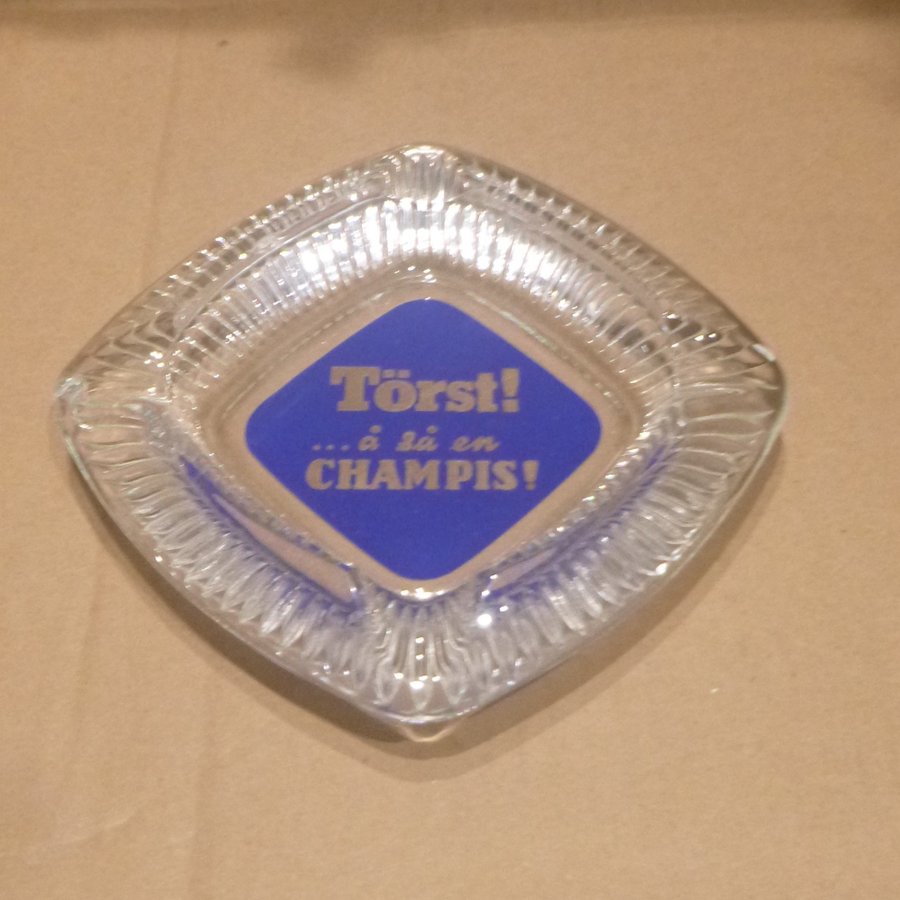 Törst!
...å så en
CHAMPIS!